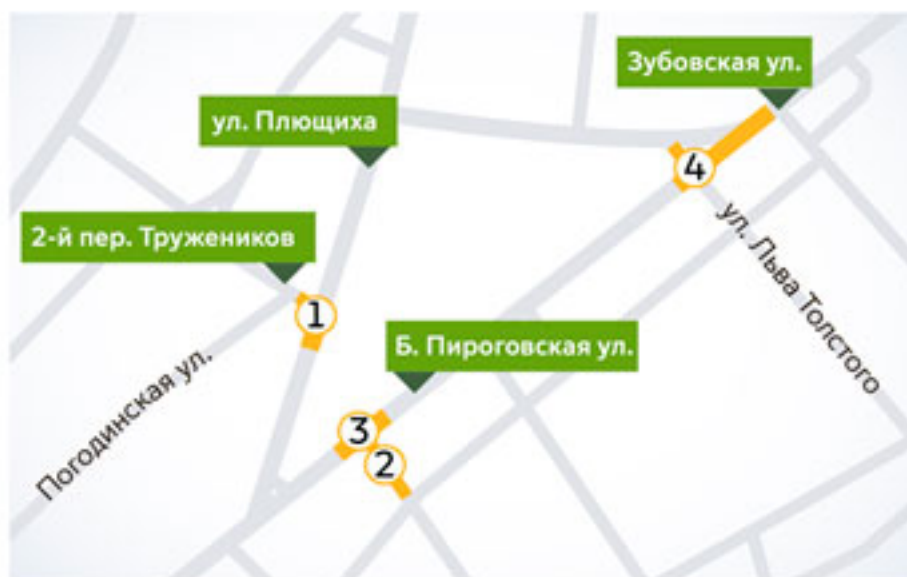 Зубовская ул.
ул. Плющиха
4
ул. Льва Толстого
2-й пер. Тружеников
1
Б. Пироговская ул.
Погодинская ул.
3
2